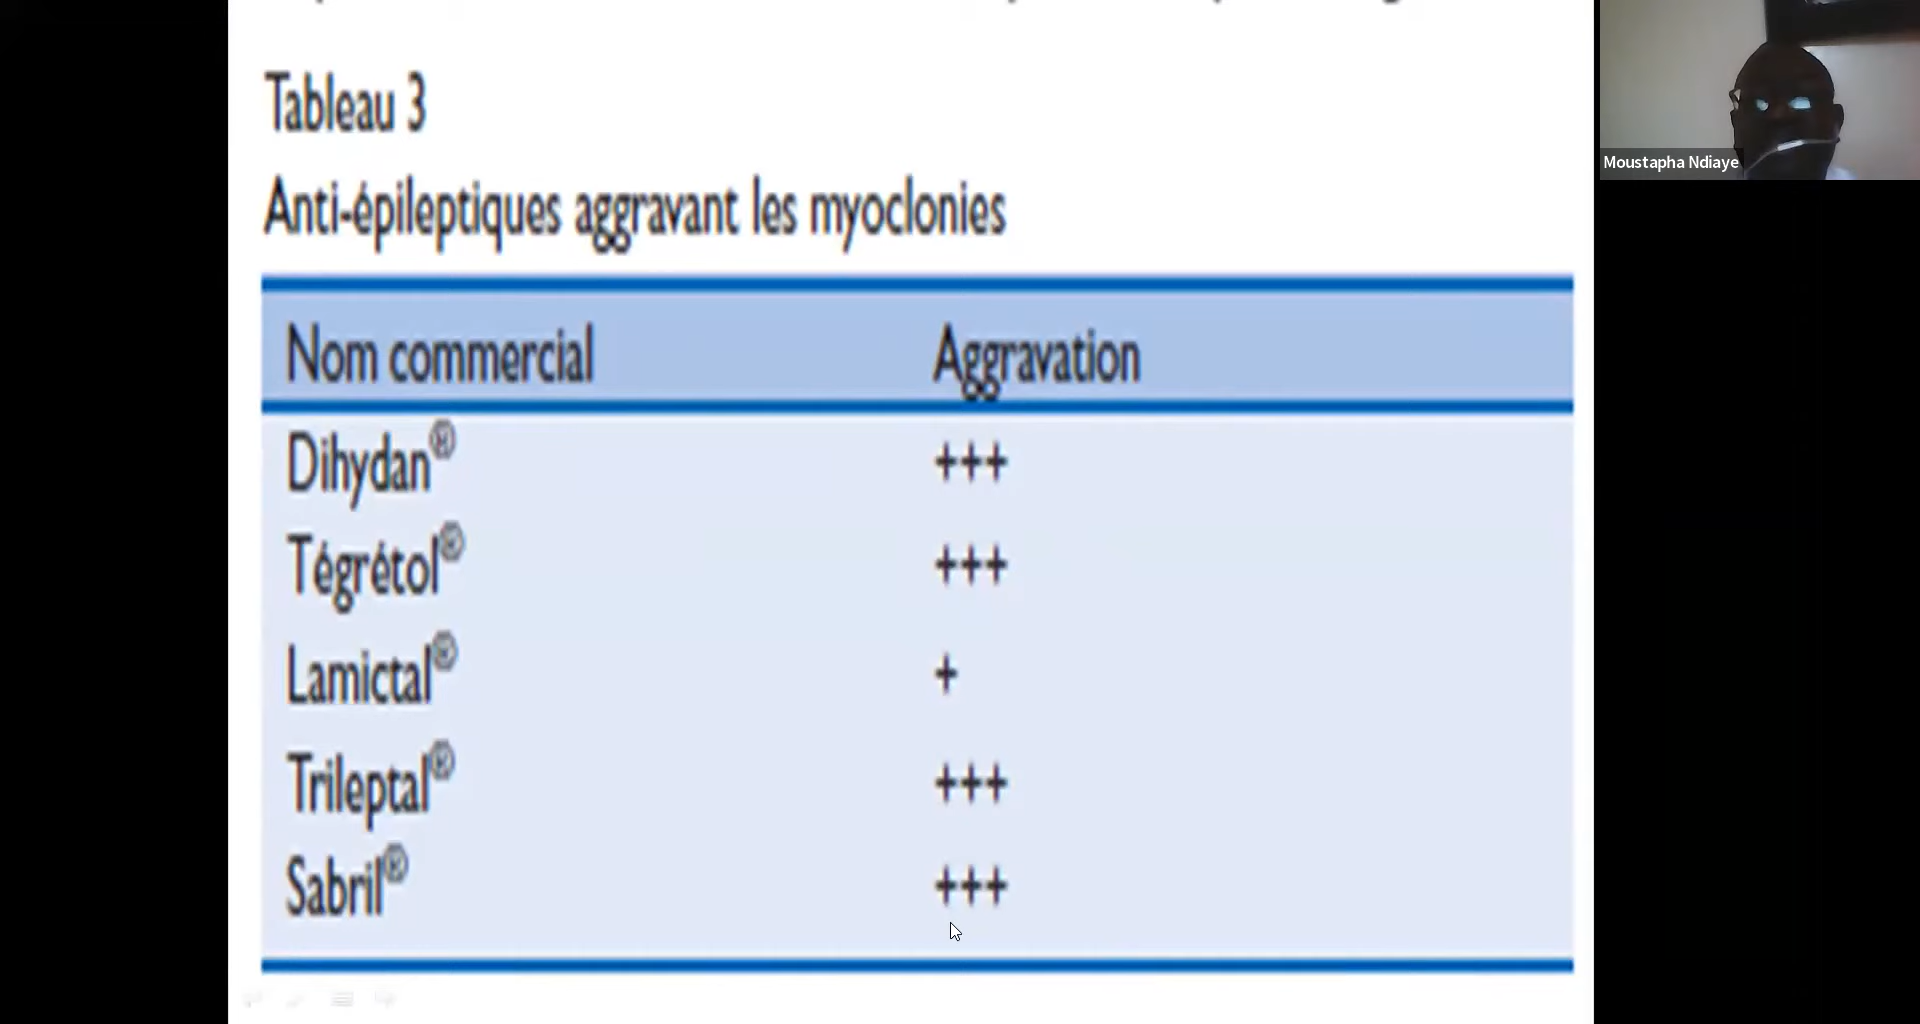 Tableau 3
Anti-épileptiques aggravant les myoclonies
Nom commercial Aggravation
Dihydan® +++
Tégrétol® +++
Lamictal® +
Trileptal® +++
Sabril® +++
Moustapha Ndiaye